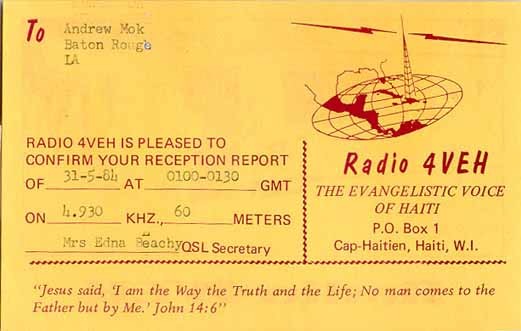 To Andrew Mok
Baton Rouge
LA
RADIO 4VEH IS PLEASED TO
CONFIRM YOUR RECEPTION REPORT
OF 31-5-84 AT 0100-0130 GMT
ON 4.930 KHZ., 60 METERS
Mrs Edna Beachy QSL Secretary
Radio 4VEH
THE EVANGELISTIC VOICE
OF HAITI
P.O. Box 1
Cap-Haitien, Haiti, W.I.
"Jesus said, 'I am the Way the Truth and the Life; No man comes to the
Father but by Me.' John 14:6"